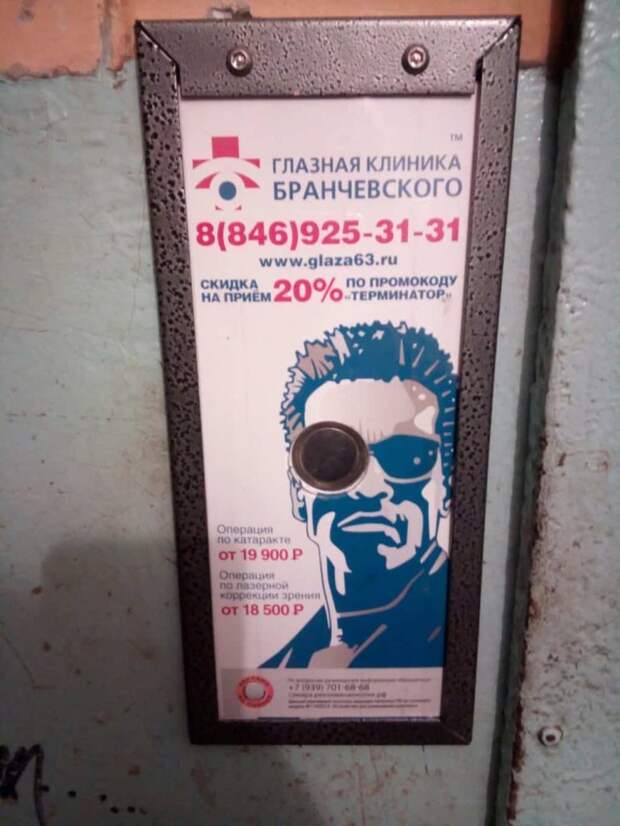 TM
ГЛАЗНАЯ КЛИНИКА
БРАНЧЕВСКОГО
8(846)925-31-31
www.glaza63.ru
СКИДКА НА ПРИЁМ 20% ПО ПРОМОКОДУ «ТЕРМИНАТОР»
Операция
по катаракте
от 19 900 Р
Операция
по лазерной
коррекции зрения
от 18 500 Р
+7 (939) 701-68-68